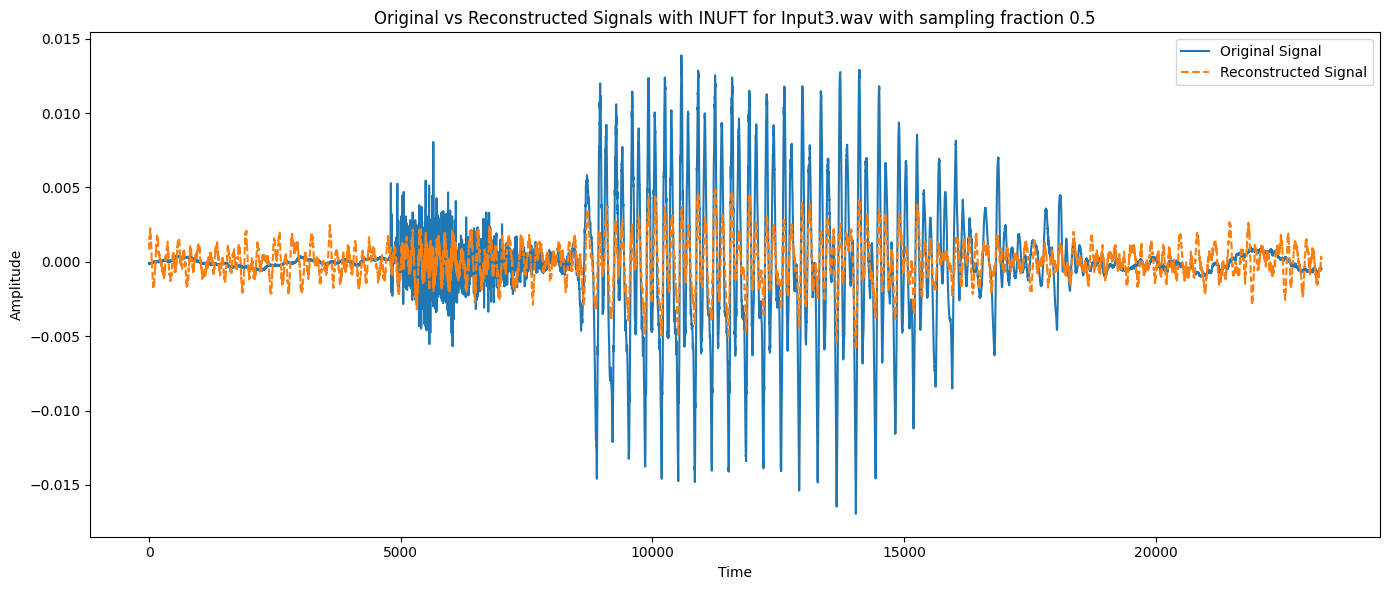 Original vs Reconstructed Signals with INUFT for Input3.wav with sampling fraction 0.5
Original Signal
Reconstructed Signal
Amplitude
0.015
0.010
0.005
0.000
−0.005
−0.010
−0.015
0
5000
10000
15000
20000
Time